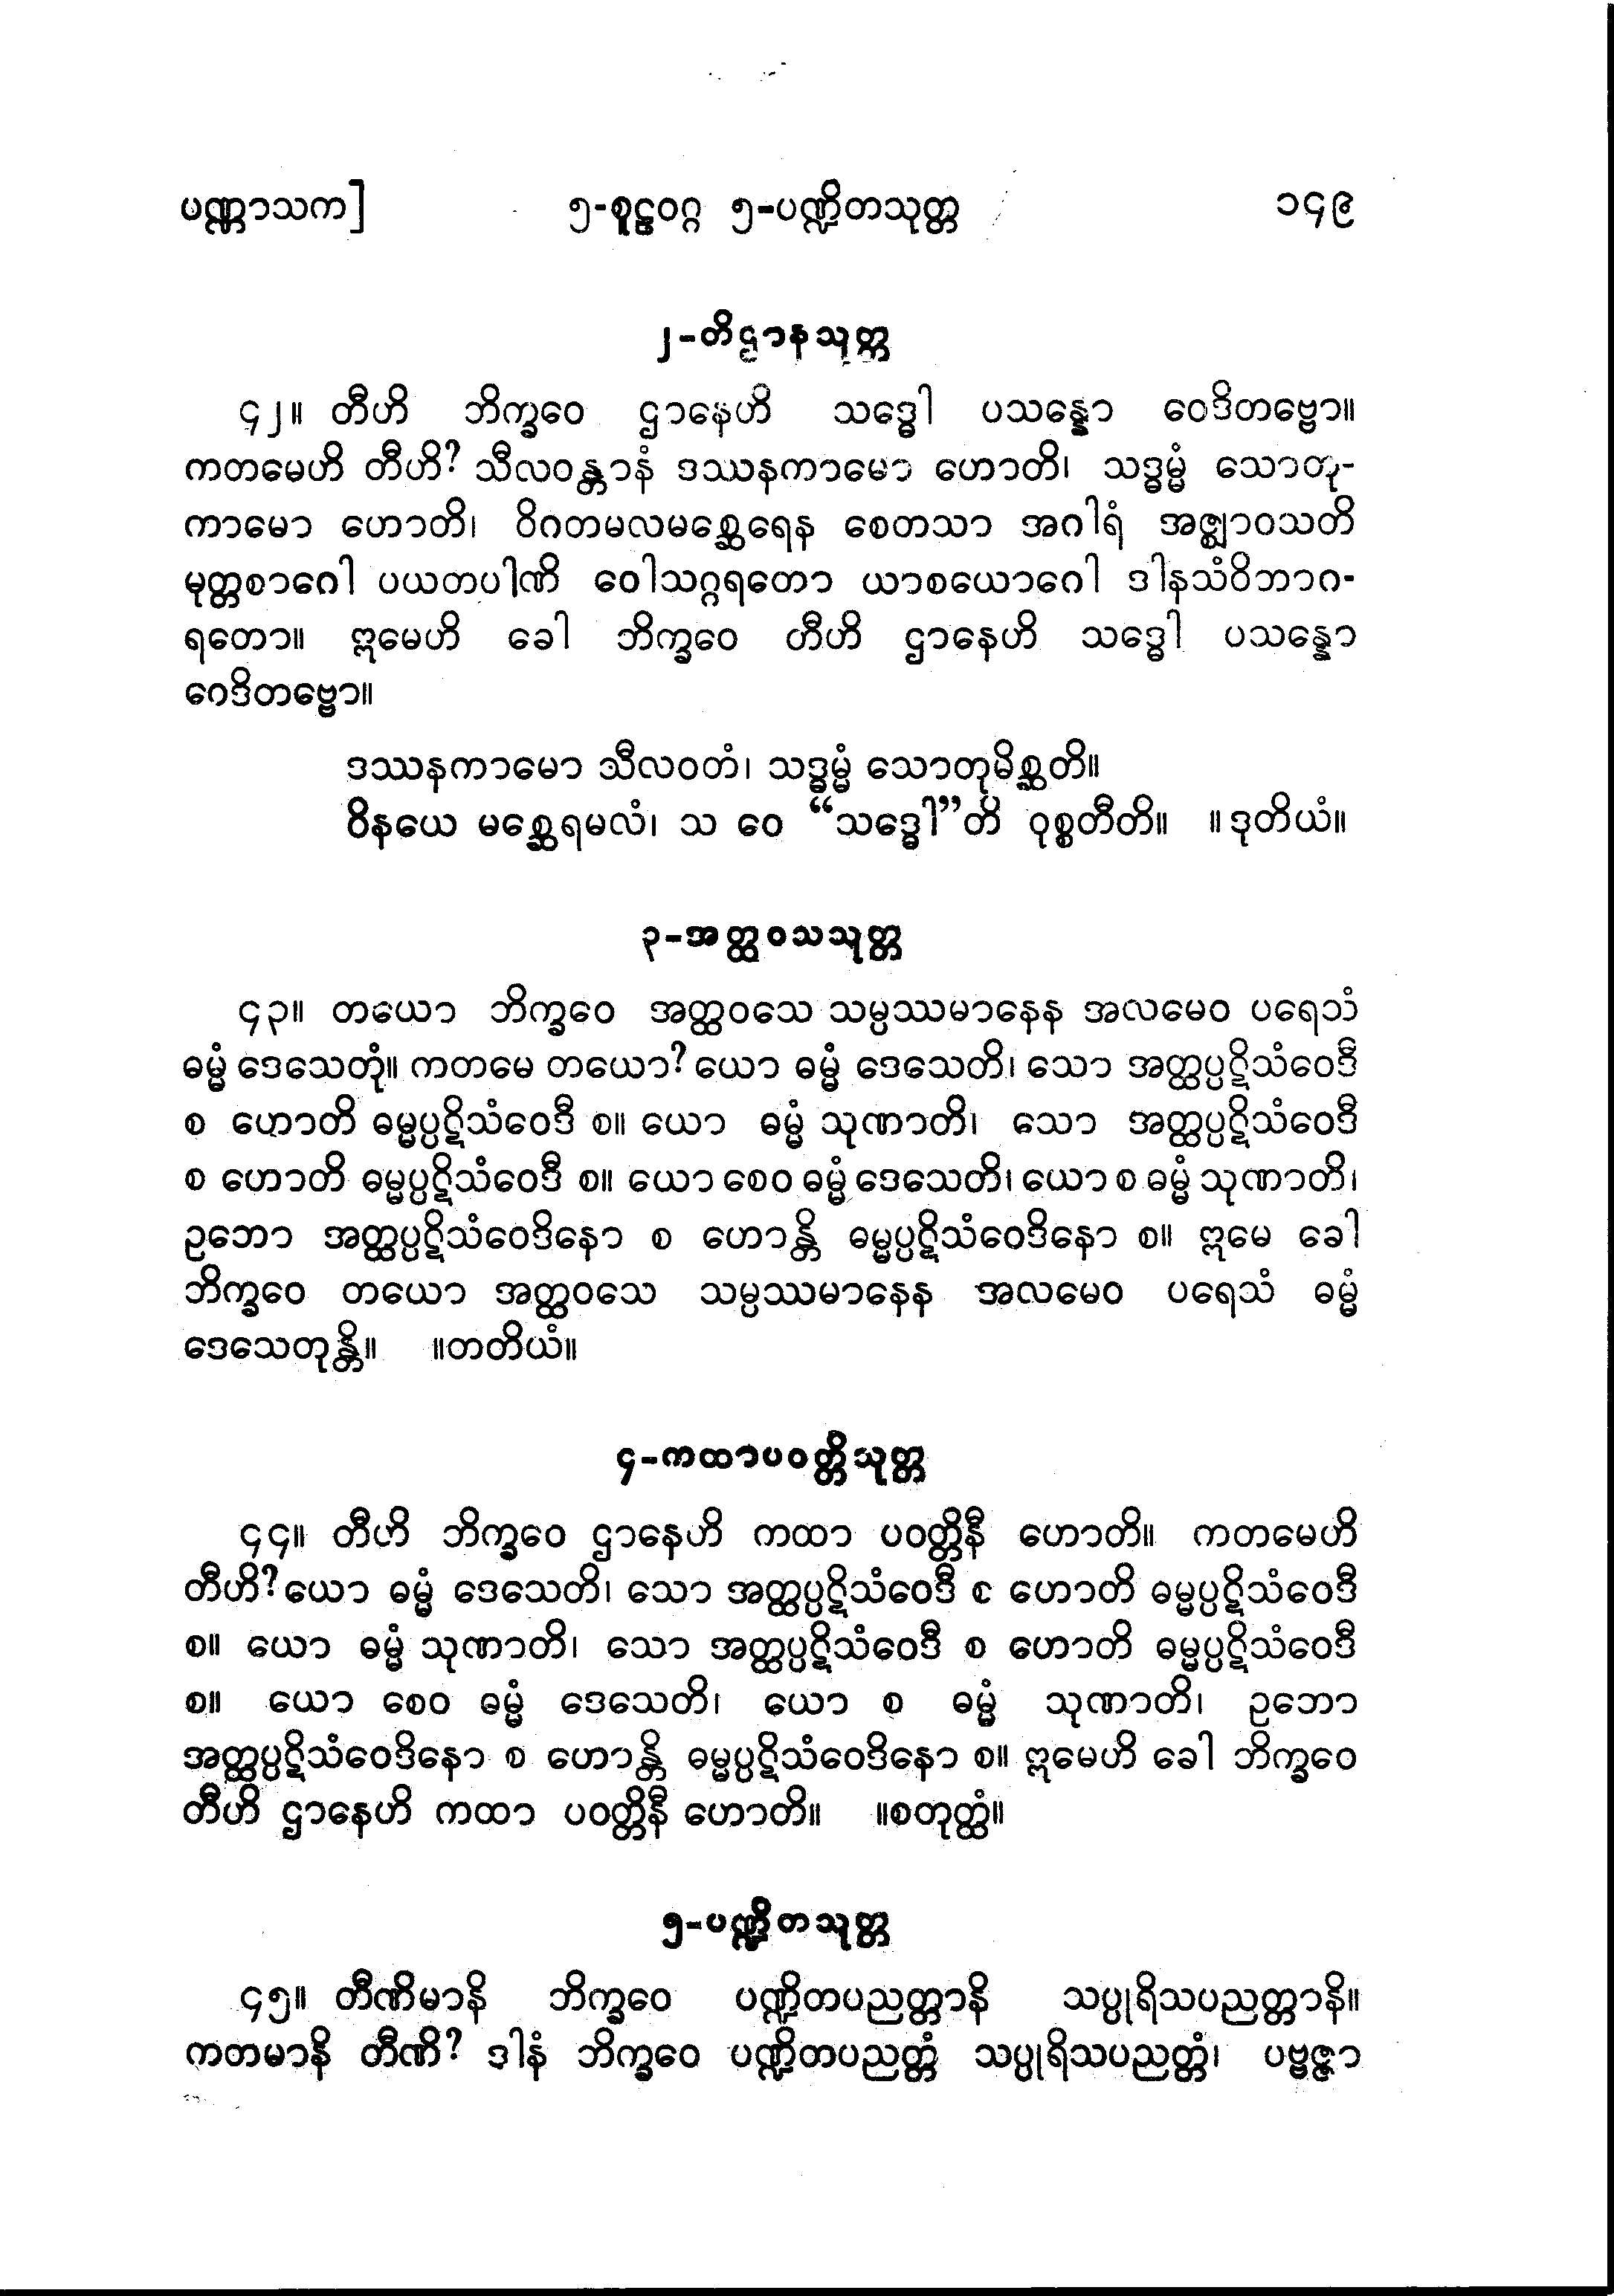 ပဏ္ဏာသက] ၅-စူဠဝဂ္ဂ ၅-ပဏ္ဍိတသုတ္တ ၁၄၉
၂-တိဌာနသုတ္တ
၄၂။ တီဟိ ဘိက္ခဝေ ဌာနေဟိ သဒ္ဓေါ ပသန္နော ဝေဒိတဗ္ဗော။
ကတမေဟိ တီဟိ? သီလဝန္တာနံ ဒဿနကာမော ဟောတိ၊ သဒ္ဓမ္မံ သောတု-
ကာမော ဟောတိ၊ ဝိဂတမလမစ္ဆေရေန စေတသာ အဂါရံ အဇ္ဈာဝသတိ
မုတ္တစာဂေါ ပယတပါဏိ ဝေါသဂ္ဂရတော ယာစယောဂေါ ဒါနသံဝိဘာဂ-
ရတော။ ဣမေဟိ ခေါ ဘိက္ခဝေ တီဟိ ဌာနေဟိ သဒ္ဓေါ ပသန္နော
ဝေဒိတဗ္ဗော။
ဒဿနကာမော သီလဝတံ၊ သဒ္ဓမ္မံ သောတုမိစ္ဆတိ။
ဝိနယေ မစ္ဆေရမလံ၊ သ ဝေ “သဒ္ဓေါ”တိ ဝုစ္စတီတိ။ ။ဒုတိယံ။
၃-အတ္ထဝသသုတ္တ
၄၃။ တယော ဘိက္ခဝေ အတ္ထဝသေ သမ္ပဿမာနေန အလမေဝ ပရေသံ
ဓမ္မံ ဒေသေတုံ။ ကတမေ တယော? ယော ဓမ္မံ ဒေသေတိ၊ သော အတ္ထပ္ပဋိသံဝေဒီ
စ ဟောတိ ဓမ္မပ္ပဋိသံဝေဒီ စ။ ယော ဓမ္မံ သုဏာတိ၊ သော အတ္ထပ္ပဋိသံဝေဒီ
စ ဟောတိ ဓမ္မပ္ပဋိသံဝေဒီ စ။ ယော စေဝ ဓမ္မံ ဒေသေတိ၊ ယော စ ဓမ္မံ သုဏာတိ၊
ဥဘော အတ္ထပ္ပဋိသံဝေဒိနော စ ဟောန္တိ ဓမ္မပ္ပဋိသံဝေဒိနော စ။ ဣမေ ခေါ
ဘိက္ခဝေ တယော အတ္ထဝသေ သမ္ပဿမာနေန အလမေဝ ပရေသံ ဓမ္မံ
ဒေသေတုန္တိ။ ။တတိယံ။
၄-ကထာပဝတ္တိသုတ္တ
၄၄။ တီဟိ ဘိက္ခဝေ ဌာနေဟိ ကထာ ပဝတ္တိနီ ဟောတိ။ ကတမေဟိ
တီဟိ? ယော ဓမ္မံ ဒေသေတိ၊ သော အတ္ထပ္ပဋိသံဝေဒီ စ ဟောတိ ဓမ္မပ္ပဋိသံဝေဒီ
စ။ ယော ဓမ္မံ သုဏာတိ၊ သော အတ္ထပ္ပဋိသံဝေဒီ စ ဟောတိ ဓမ္မပ္ပဋိသံဝေဒီ
စ။ ယော စေဝ ဓမ္မံ ဒေသေတိ၊ ယော စ ဓမ္မံ သုဏာတိ၊ ဥဘော
အတ္ထပ္ပဋိသံဝေဒိနော စ ဟောန္တိ ဓမ္မပ္ပဋိသံဝေဒိနော စ။ ဣမေဟိ ခေါ ဘိက္ခဝေ
တီဟိ ဌာနေဟိ ကထာ ပဝတ္တိနီ ဟောတိ။ ။စတုတ္ထံ။
၅-ပဏ္ဍိတသုတ္တ
၄၅။ တီဏိမာနိ ဘိက္ခဝေ ပဏ္ဍိတပညတ္တာနိ သပ္ပုရိသပညတ္တာနိ။
ကတမာနိ တီဏိ? ဒါနံ ဘိက္ခဝေ ပဏ္ဍိတပညတ္တံ သပ္ပုရိသပညတ္တံ၊ ပဗ္ဗဇ္ဇာ